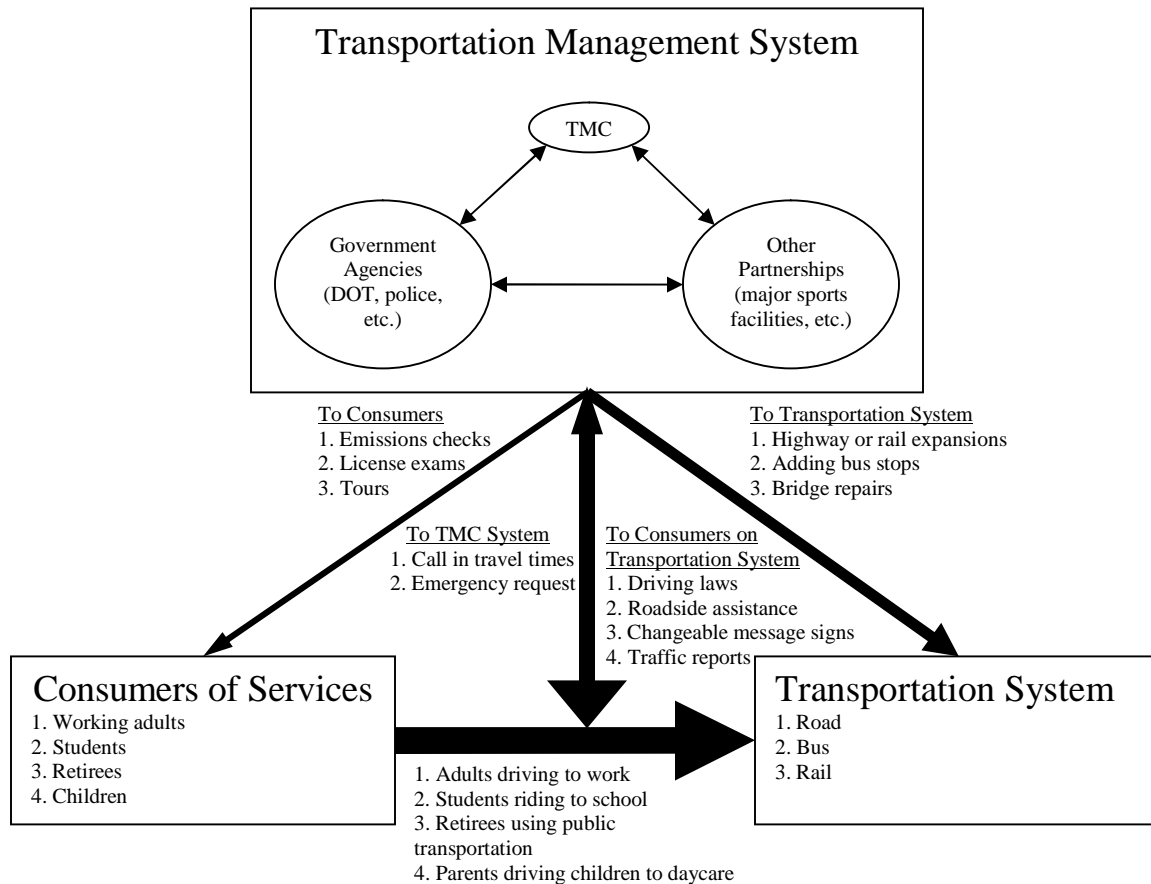 Transportation Management System
TMC
Government
Agencies
(DOT, police,
etc.)
Other
Partnerships
(major sports
facilities, etc.)
To Consumers
1. Emissions checks
2. License exams
3. Tours
To Transportation System
1. Highway or rail expansions
2. Adding bus stops
3. Bridge repairs
To TMC System
1. Call in travel times
2. Emergency request
To Consumers on
Transportation System
1. Driving laws
2. Roadside assistance
3. Changeable message signs
4. Traffic reports
Consumers of Services
1. Working adults
2. Students
3. Retirees
4. Children
Transportation System
1. Road
2. Bus
3. Rail
1. Adults driving to work
2. Students riding to school
3. Retirees using public
transportation
4. Parents driving children to daycare